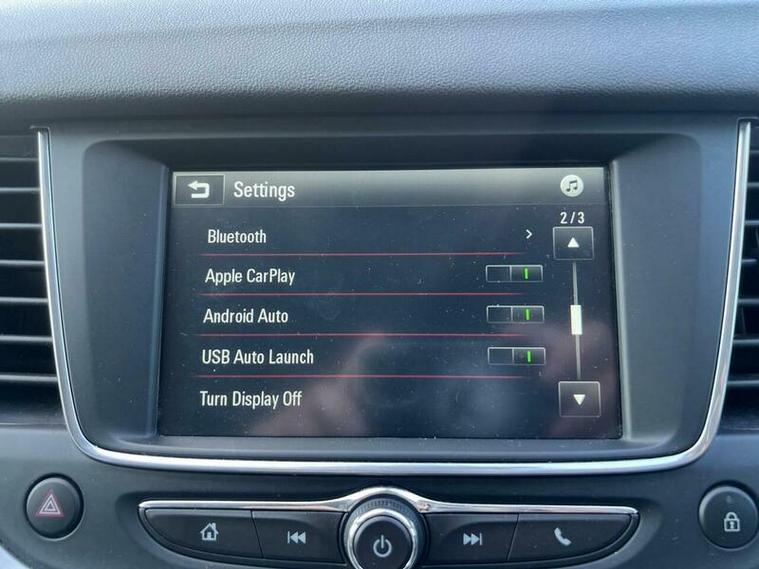 Settings
2/3
Bluetooth
Apple CarPlay
Android Auto
USB Auto Launch
Turn Display Off